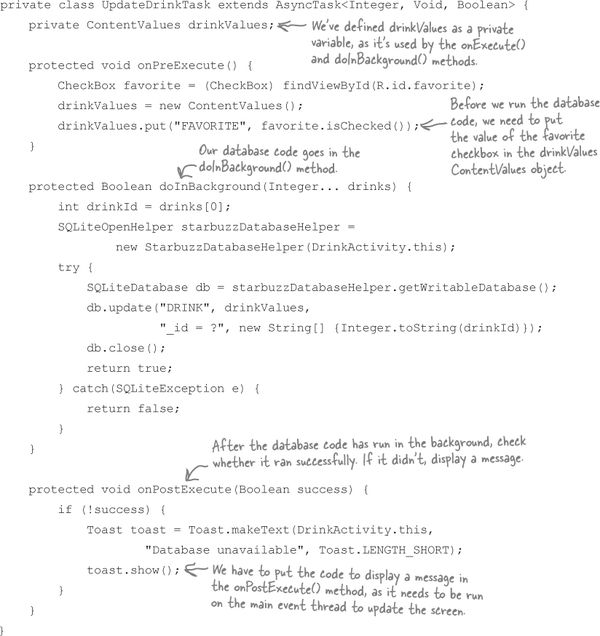 private class UpdateDrinkTask extends AsyncTask<Integer, Void, Boolean> {
private ContentValues drinkValues;
We've defined drinkValues as a private
variable, as it's used by the onExecute()
and doInBackground() methods.
protected void onPreExecute() {
CheckBox favorite = (CheckBox) findViewById(R.id.favorite);
drinkValues = new ContentValues();
drinkValues.put("FAVORITE", favorite.isChecked());
}
Before we run the database
code, we need to put
the value of the favorite
checkbox in the drinkValues
ContentValues object.
Our database code goes in the
doInBackground() method.
protected Boolean doInBackground(Integer... drinks) {
int drinkId = drinks[0];
SQLiteOpenHelper starbuzzDatabaseHelper =
new StarbuzzDatabaseHelper(DrinkActivity.this);
try {
SQLiteDatabase db = starbuzzDatabaseHelper.getWritableDatabase();
db.update("DRINK", drinkValues,
"_id = ?", new String[] {Integer.toString(drinkId)});
db.close();
return true;
} catch(SQLiteException e) {
return false;
}
}
After the database code has run in the background, check
whether it ran successfully. If it didn't, display a message.
protected void onPostExecute(Boolean success) {
if (!success) {
Toast toast = Toast.makeText(DrinkActivity.this,
"Database unavailable", Toast.LENGTH_SHORT);
toast.show();
We have to put the code to display a message in
the onPostExecute() method, as it needs to be run
on the main event thread to update the screen.
}
}
}